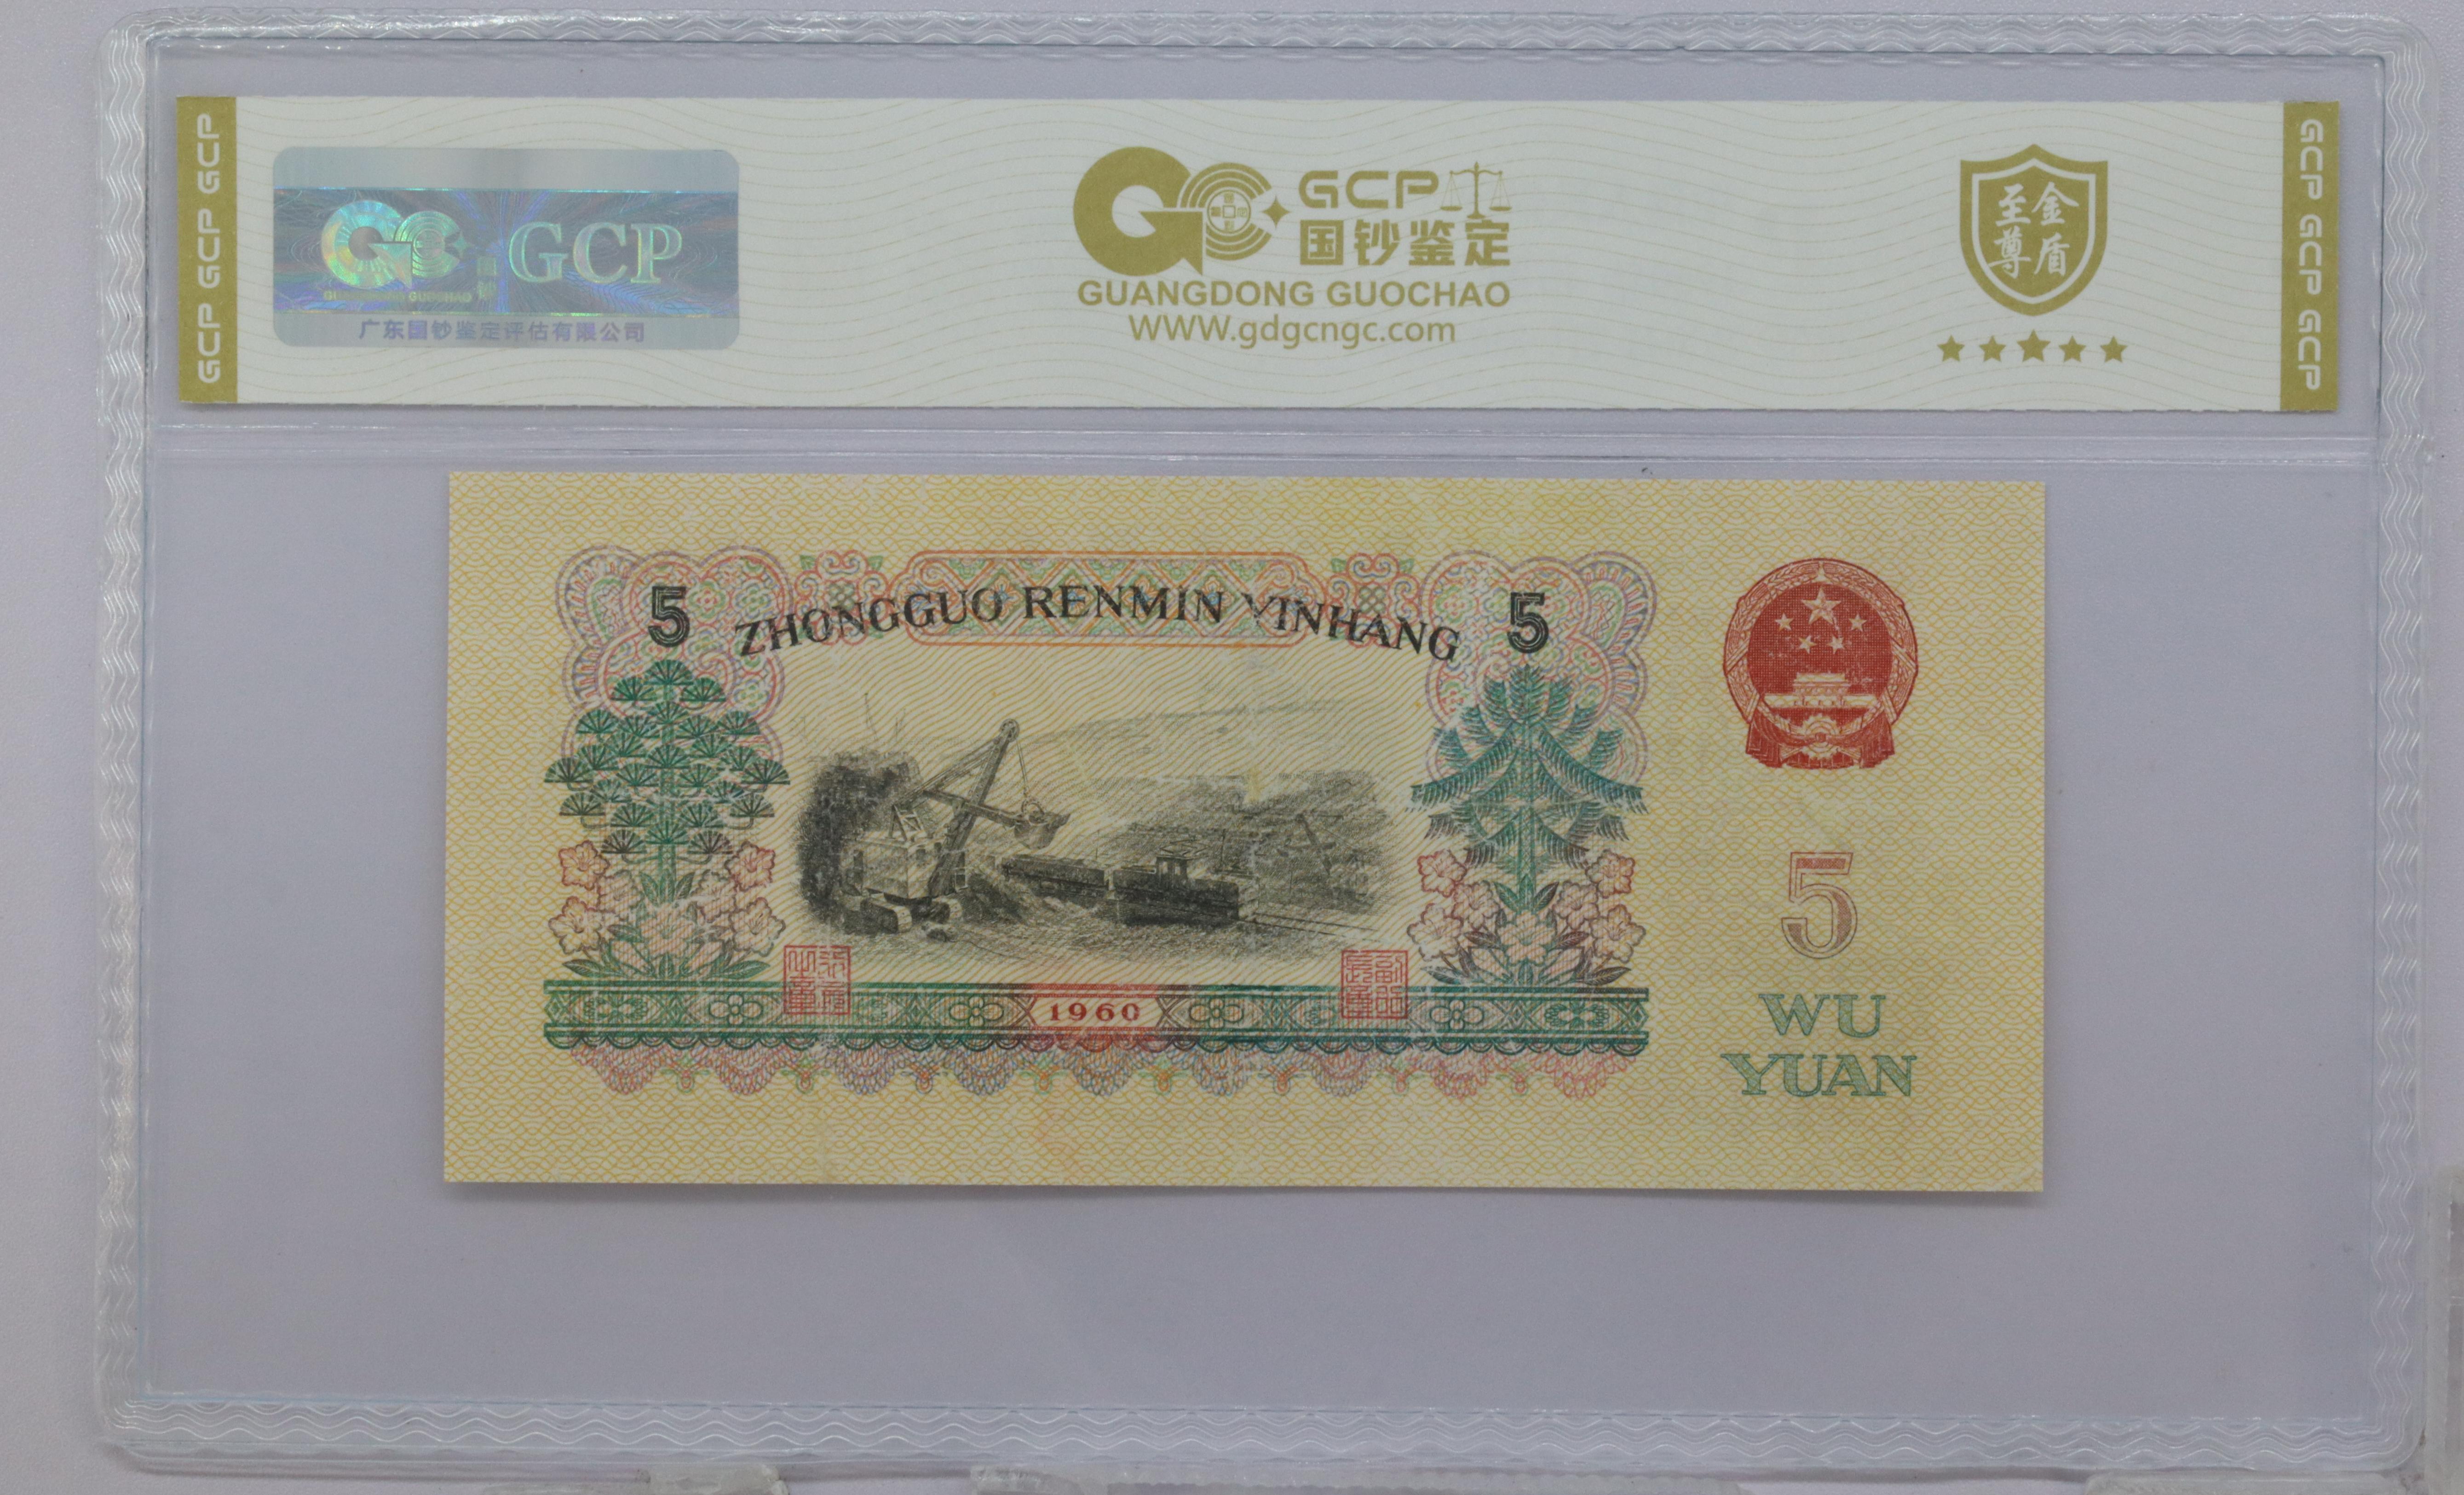 GCP GCP GCP
GCP
GUANGDONG GUOCHAO
广东国钞鉴定评估有限公司
GCP
国钞鉴定
GUANGDONG GUOCHAO
WWW.gdgcngc.com
至尊
金盾
GCP GCP GCP
5
ZHONGGUO RENMIN YINHANG
5
1960
5
WU
YUAN